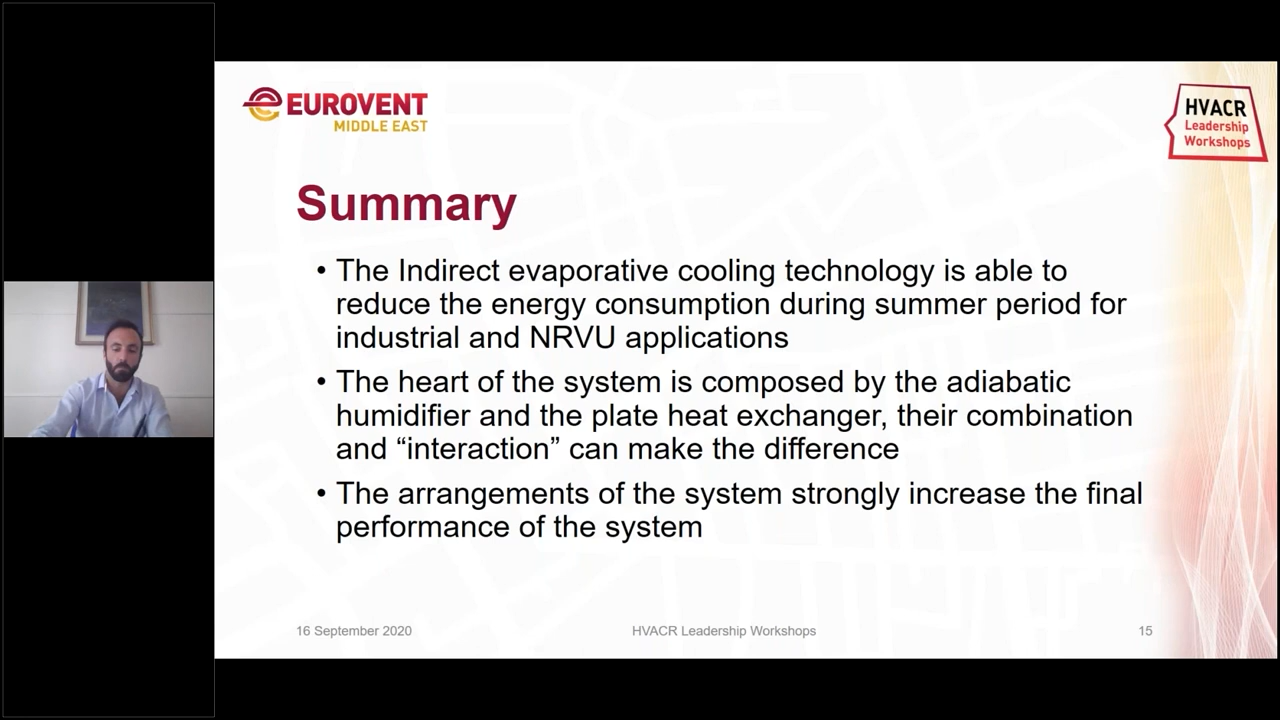 EUROVENT
MIDDLE EAST
HVACR
Leadership
Workshops
Summary
• The Indirect evaporative cooling technology is able to
reduce the energy consumption during summer period for
industrial and NRVU applications
• The heart of the system is composed by the adiabatic
humidifier and the plate heat exchanger, their combination
and “interaction” can make the difference
• The arrangements of the system strongly increase the final
performance of the system
16 September 2020
HVACR Leadership Workshops
15